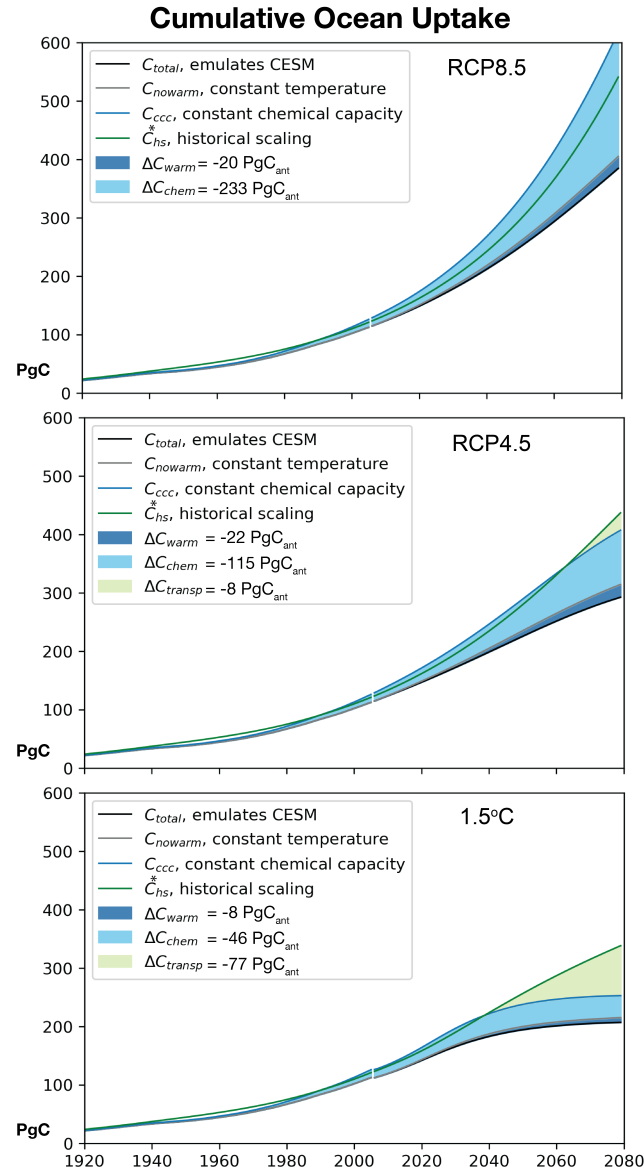 Cumulative Ocean Uptake
RCP8.5
600
500
400
300
200
100
0
PgC
C_total, emulates CESM
C_nowarm, constant temperature
C_ccc, constant chemical capacity
C*_hs, historical scaling
ΔC_warm = -20 PgC_ant
ΔC_chem = -233 PgC_ant
RCP4.5
600
500
400
300
200
100
0
PgC
C_total, emulates CESM
C_nowarm, constant temperature
C_ccc, constant chemical capacity
C*_hs, historical scaling
ΔC_warm = -22 PgC_ant
ΔC_chem = -115 PgC_ant
ΔC_transp = -8 PgC_ant
1.5°C
600
500
400
300
200
100
0
PgC
C_total, emulates CESM
C_nowarm, constant temperature
C_ccc, constant chemical capacity
C*_hs, historical scaling
ΔC_warm = -8 PgC_ant
ΔC_chem = -46 PgC_ant
ΔC_transp = -77 PgC_ant
1920 1940 1960 1980 2000 2020 2040 2060 2080